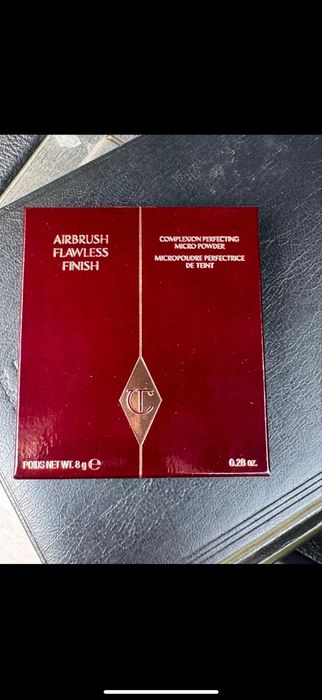 AIRBRUSH
FLAWLESS
FINISH
COMPLEXION PERFECTING
MICRO POWDER
MICROPOUDRE PERFECTRICE
DE TEINT
CT
POIDS NET WT. 8 g ℮
0.28 oz.